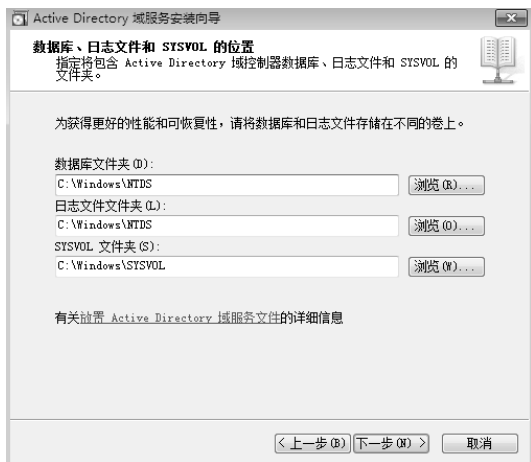 Active Directory 域服务安装向导
数据库、日志文件和 SYSVOL 的位置
指定将包含 Active Directory 域控制器数据库、日志文件和 SYSVOL 的
文件夹。
为获得更好的性能和可恢复性，请将数据库和日志文件存储在不同的卷上。
数据库文件夹(D):
C:\Windows\NTDS 浏览(R)...
日志文件文件夹(L):
C:\Windows\NTDS 浏览(O)...
SYSVOL 文件夹(S):
C:\Windows\SYSVOL 浏览(W)...
有关放置 Active Directory 域服务文件的详细信息
< 上一步(B) 下一步(N) > 取消